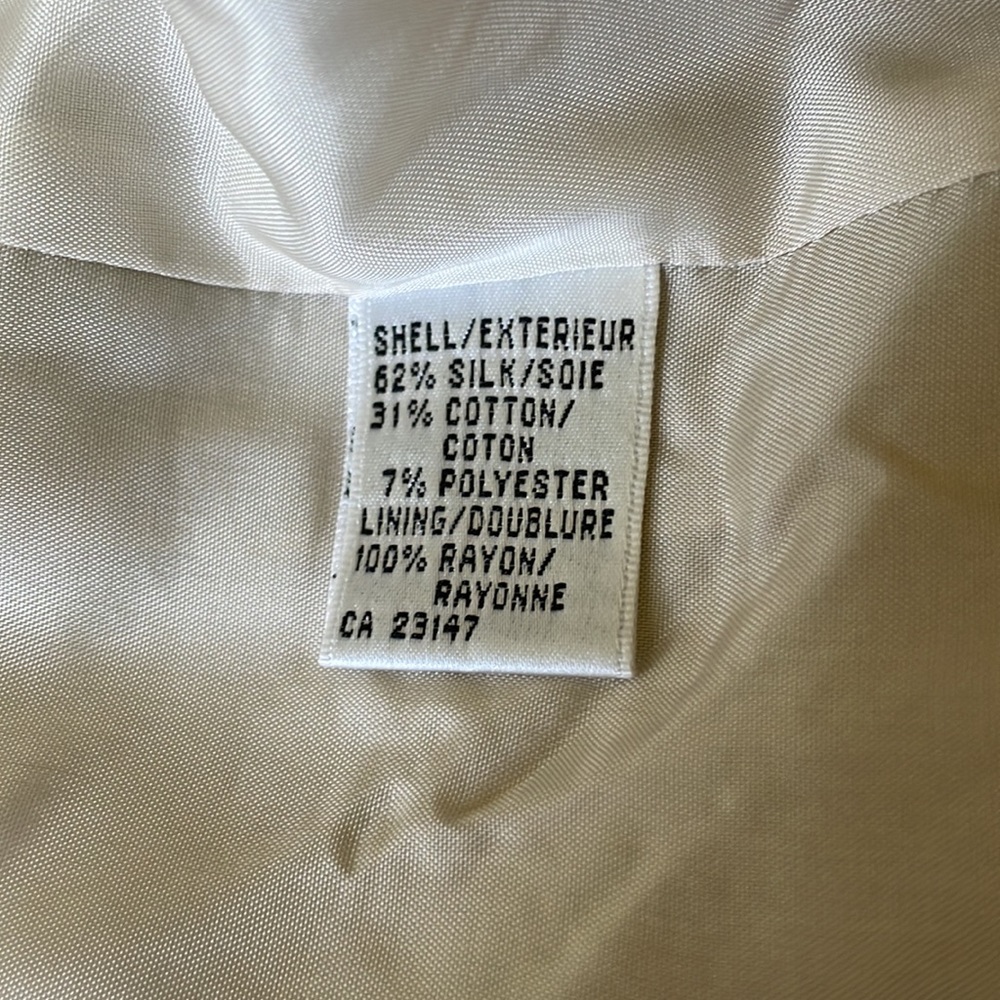 SHELL/EXTERIEUR
62% SILK/SOIE
31% COTTON/
COTON
7% POLYESTER
LINING/DOUBLURE
100% RAYON/
RAYONNE
CA 23147